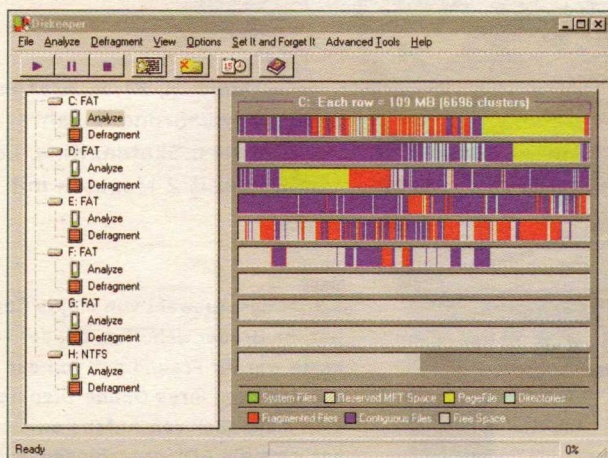 Diskeeper
File Analyze Defragment View Options Set It and Forget It Advanced Tools Help
C: FAT
Analyze
Defragment
D: FAT
Analyze
Defragment
E: FAT
Analyze
Defragment
F: FAT
Analyze
Defragment
G: FAT
Analyze
Defragment
H: NTFS
Analyze
Defragment
C: Each row = 109 MB (6696 clusters)
System Files Reserved MFT Space PageFile Directories
Fragmented Files Contiguous Files Free Space
Ready 0%